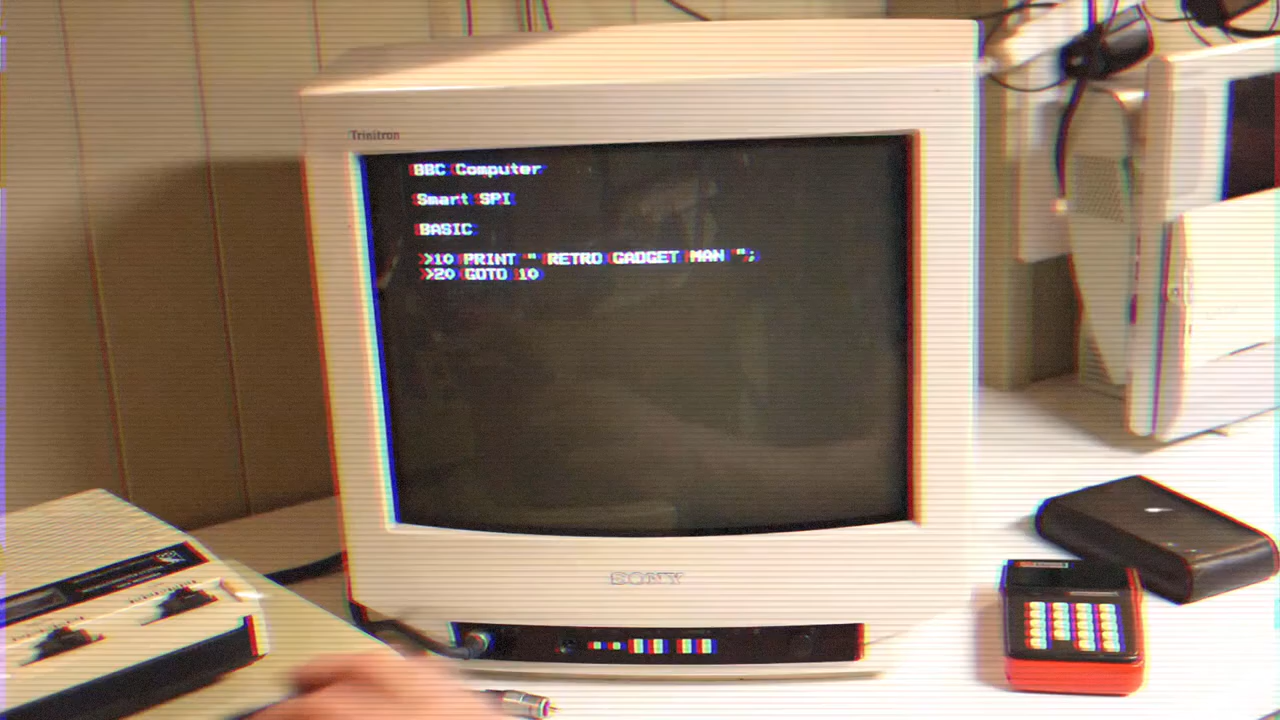 Trinitron
BBC Computer
Smart SPI
BASIC
>10 PRINT " RETRO GADGET MAN ";
>20 GOTO 10
SONY